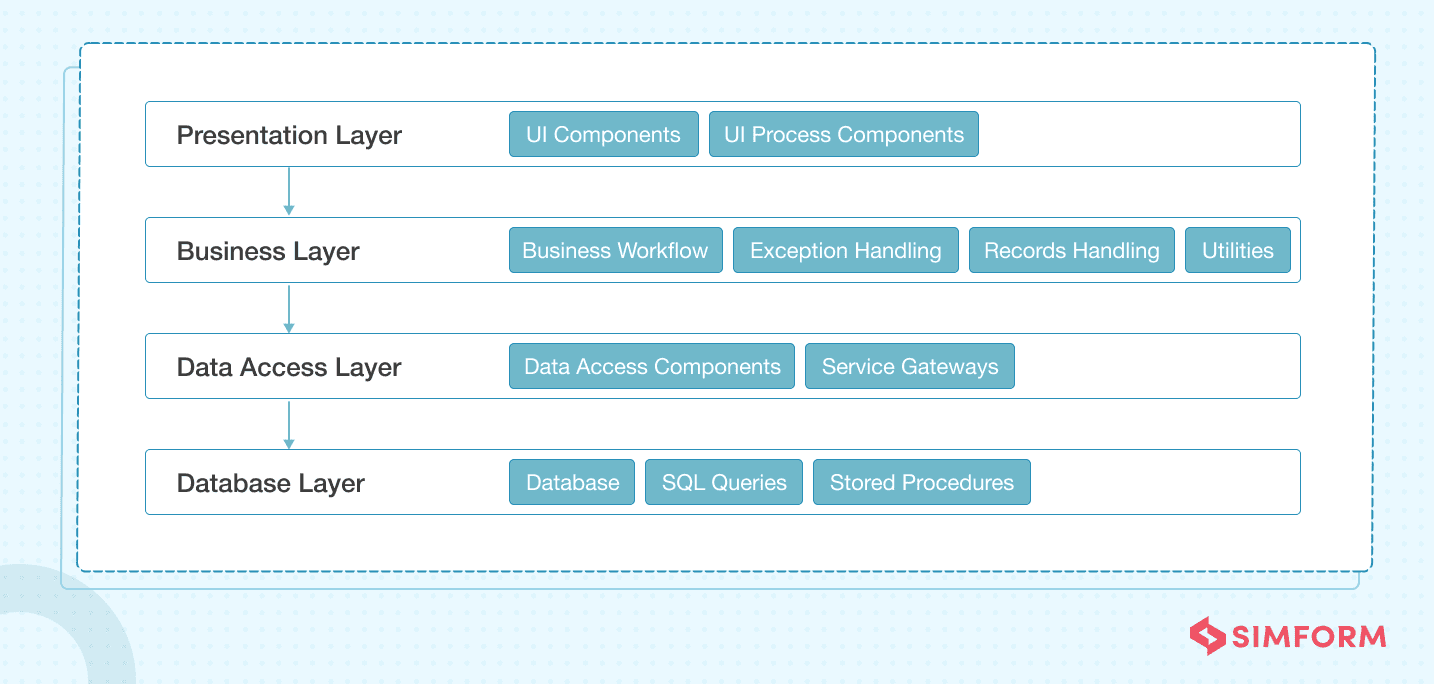 Presentation Layer UI Components UI Process Components
Business Layer Business Workflow Exception Handling Records Handling Utilities
Data Access Layer Data Access Components Service Gateways
Database Layer Database SQL Queries Stored Procedures
SIMFORM